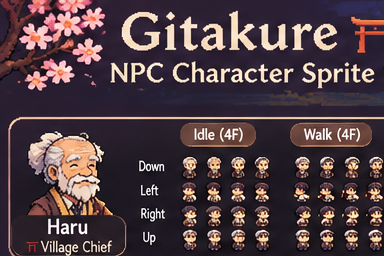 Gitakure
NPC Character Sprite
Idle (4F)
Walk (4F)
Down
Left
Right
Up
Haru
Village Chief